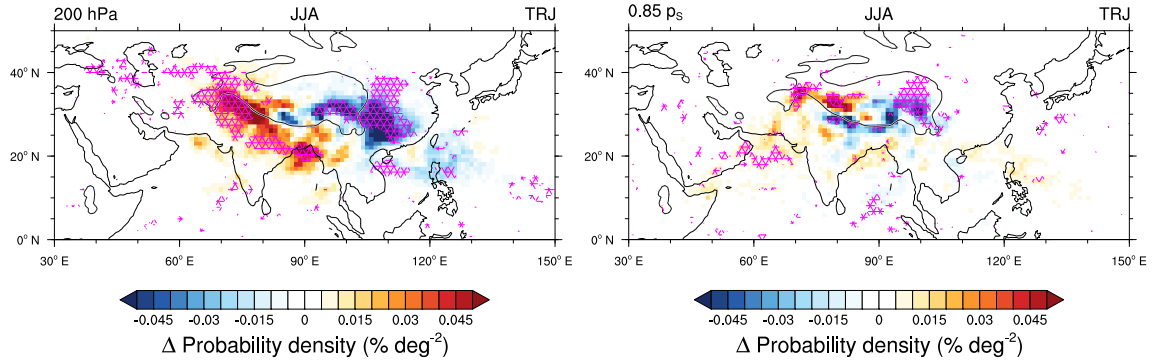 200 hPa JJA TRJ
40° N
20° N
0° N
30° E 60° E 90° E 120° E 150° E
-0.045 -0.03 -0.015 0 0.015 0.03 0.045
Δ Probability density (% deg⁻²)
0.85 pS JJA TRJ
40° N
20° N
0° N
30° E 60° E 90° E 120° E 150° E
-0.045 -0.03 -0.015 0 0.015 0.03 0.045
Δ Probability density (% deg⁻²)